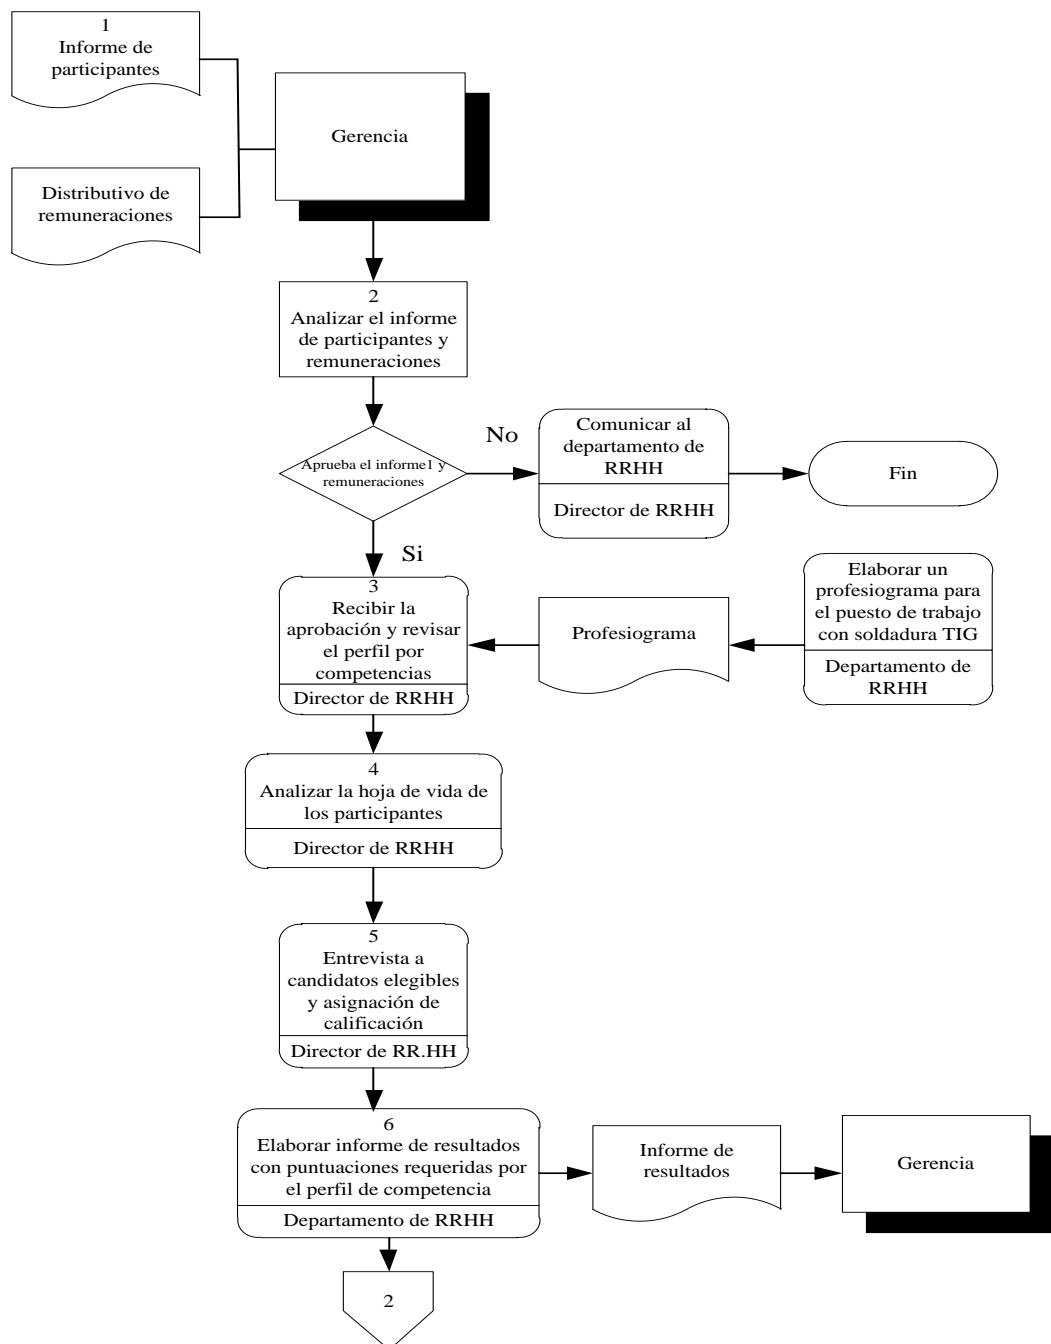 1
Informe de
participantes
Gerencia
Distributivo de
remuneraciones
2
Analizar el informe
de participantes y
remuneraciones
Aprueba el informe1 y
remuneraciones
No
Comunicar al
departamento de
RRHH
Director de RRHH
Fin
Si
3
Recibir la
aprobación y revisar
el perfil por
competencias
Director de RRHH
Profesiograma
Elaborar un
profesiograma para
el puesto de trabajo
con soldadura TIG
Departamento de
RRHH
4
Analizar la hoja de vida de
los participantes
Director de RRHH
5
Entrevista a
candidatos elegibles
y asignación de
calificación
Director de RR.HH
6
Elaborar informe de resultados
con puntuaciones requeridas por
el perfil de competencia
Departamento de RRHH
Informe de
resultados
Gerencia
2